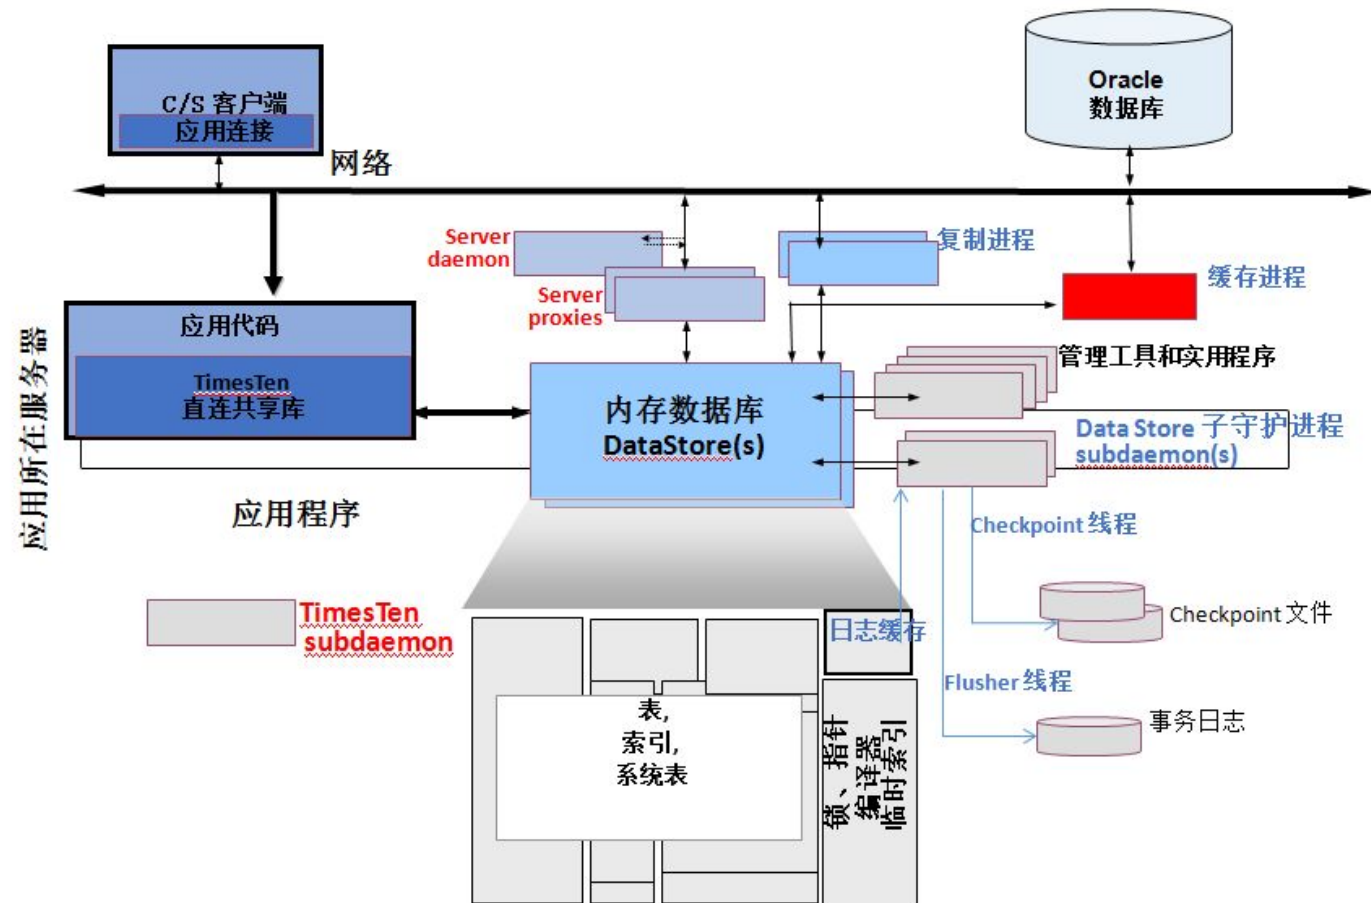 C/S 客户端
应用连接
Oracle
数据库
网络
Server
daemon
复制进程
Server
proxies
缓存进程
应用所在服务器
应用代码
TimesTen
直连共享库
管理工具和实用程序
内存数据库
DataStore(s)
Data Store 子守护进程
subdaemon(s)
应用程序
Checkpoint 线程
TimesTen
subdaemon
日志缓存
Checkpoint 文件
Flusher 线程
表,
索引,
系统表
锁、指针
编译器
临时索引
事务日志